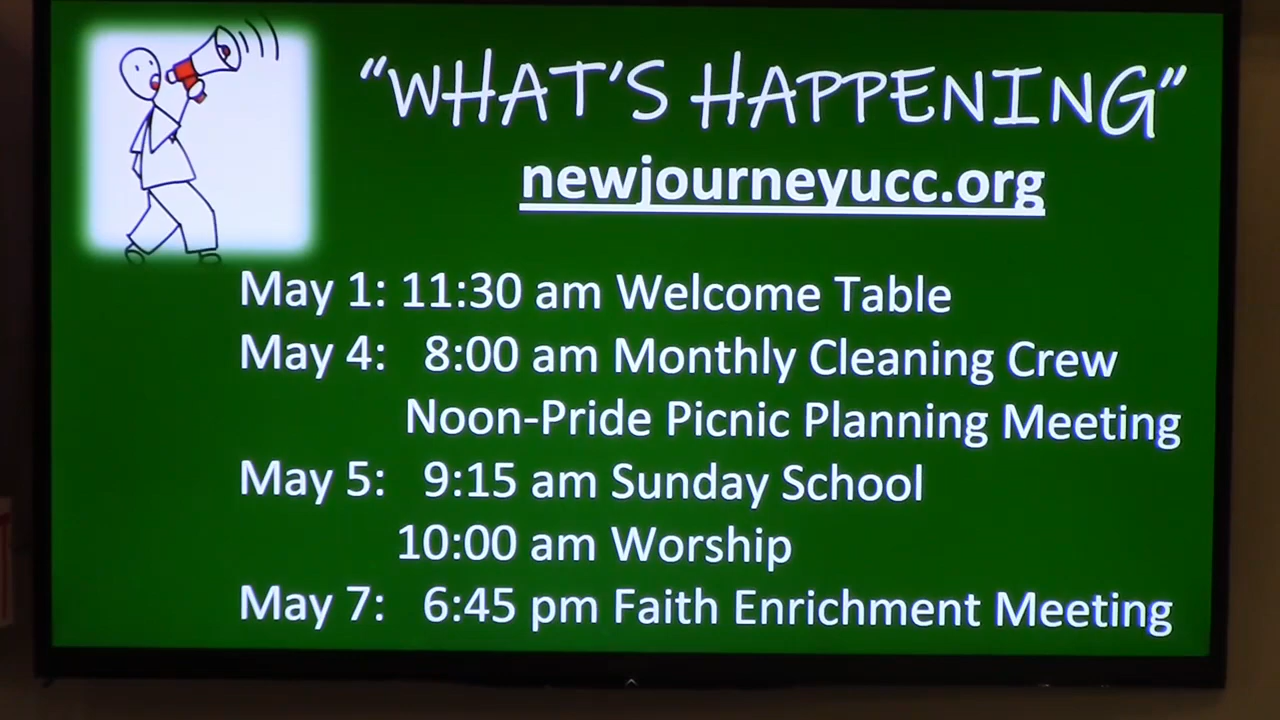 “WHAT’S HAPPENING”
newjourneyucc.org
May 1: 11:30 am Welcome Table
May 4: 8:00 am Monthly Cleaning Crew
Noon-Pride Picnic Planning Meeting
May 5: 9:15 am Sunday School
10:00 am Worship
May 7: 6:45 pm Faith Enrichment Meeting